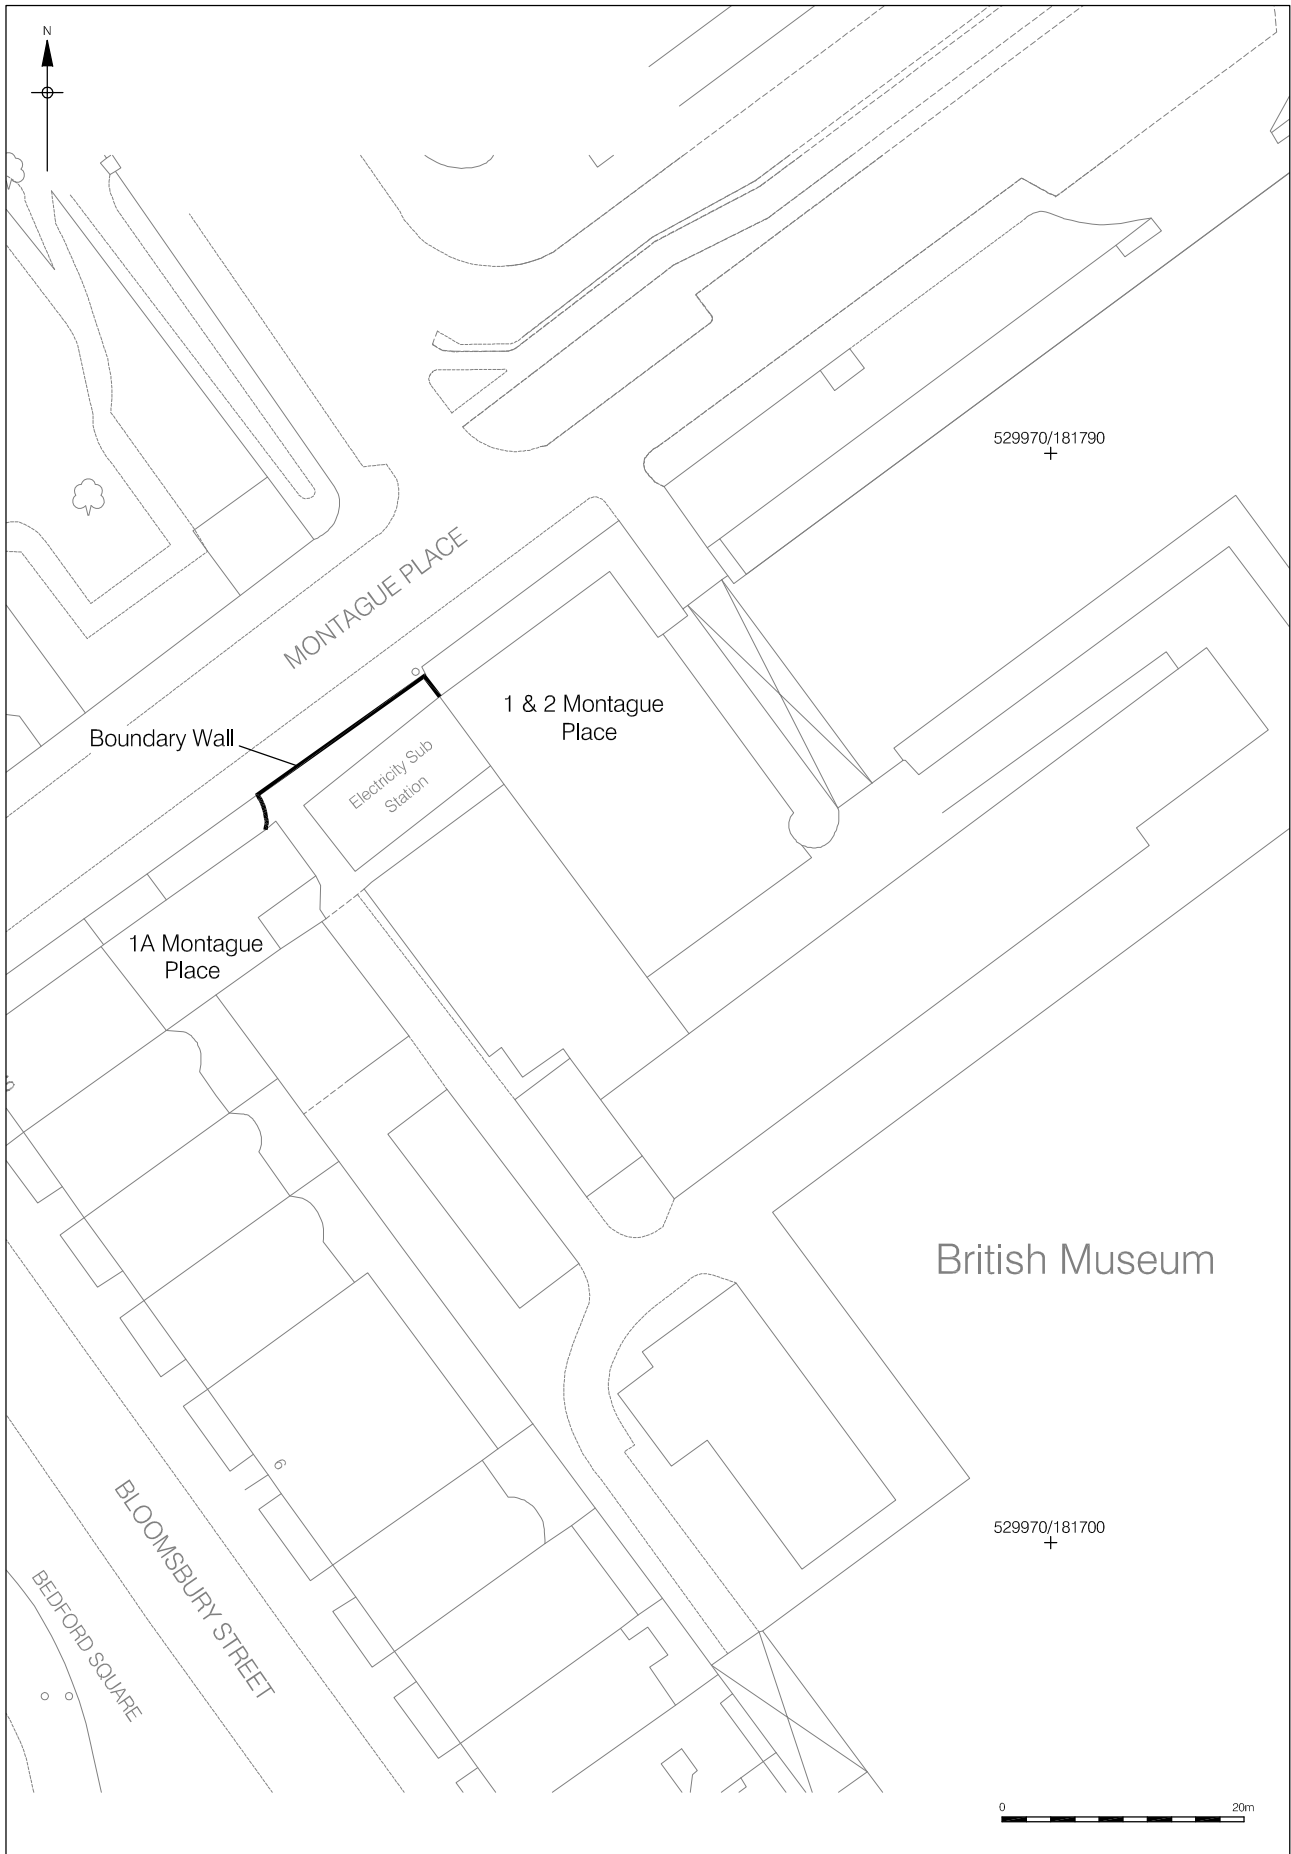 N
529970/181790
MONTAGUE PLACE
1 & 2 Montague
Place
Boundary Wall
Electricity Sub
Station
1A Montague
Place
British Museum
6
529970/181700
BLOOMSBURY STREET
BEDFORD SQUARE
0 20m